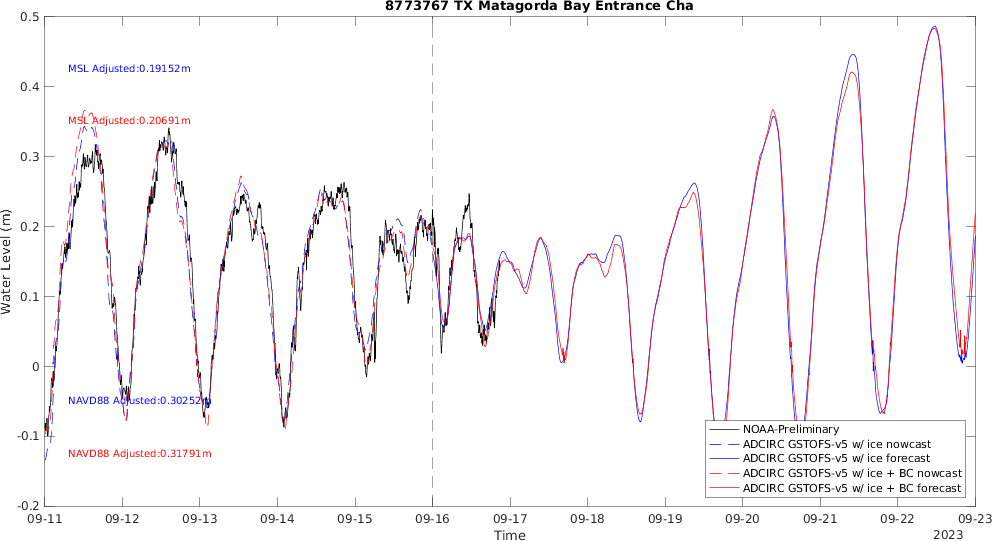 8773767 TX Matagorda Bay Entrance Cha
0.5
0.4
0.3
0.2
0.1
0
-0.1
-0.2
Water Level (m)
MSL Adjusted:0.19152m
MSL Adjusted:0.20691m
NAVD88 Adjusted:0.30252m
NAVD88 Adjusted:0.31791m
NOAA-Preliminary
ADCIRC GSTOFS-v5 w/ ice nowcast
ADCIRC GSTOFS-v5 w/ ice forecast
ADCIRC GSTOFS-v5 w/ ice + BC nowcast
ADCIRC GSTOFS-v5 w/ ice + BC forecast
09-11 09-12 09-13 09-14 09-15 09-16 09-17 09-18 09-19 09-20 09-21 09-22 09-23
Time
2023